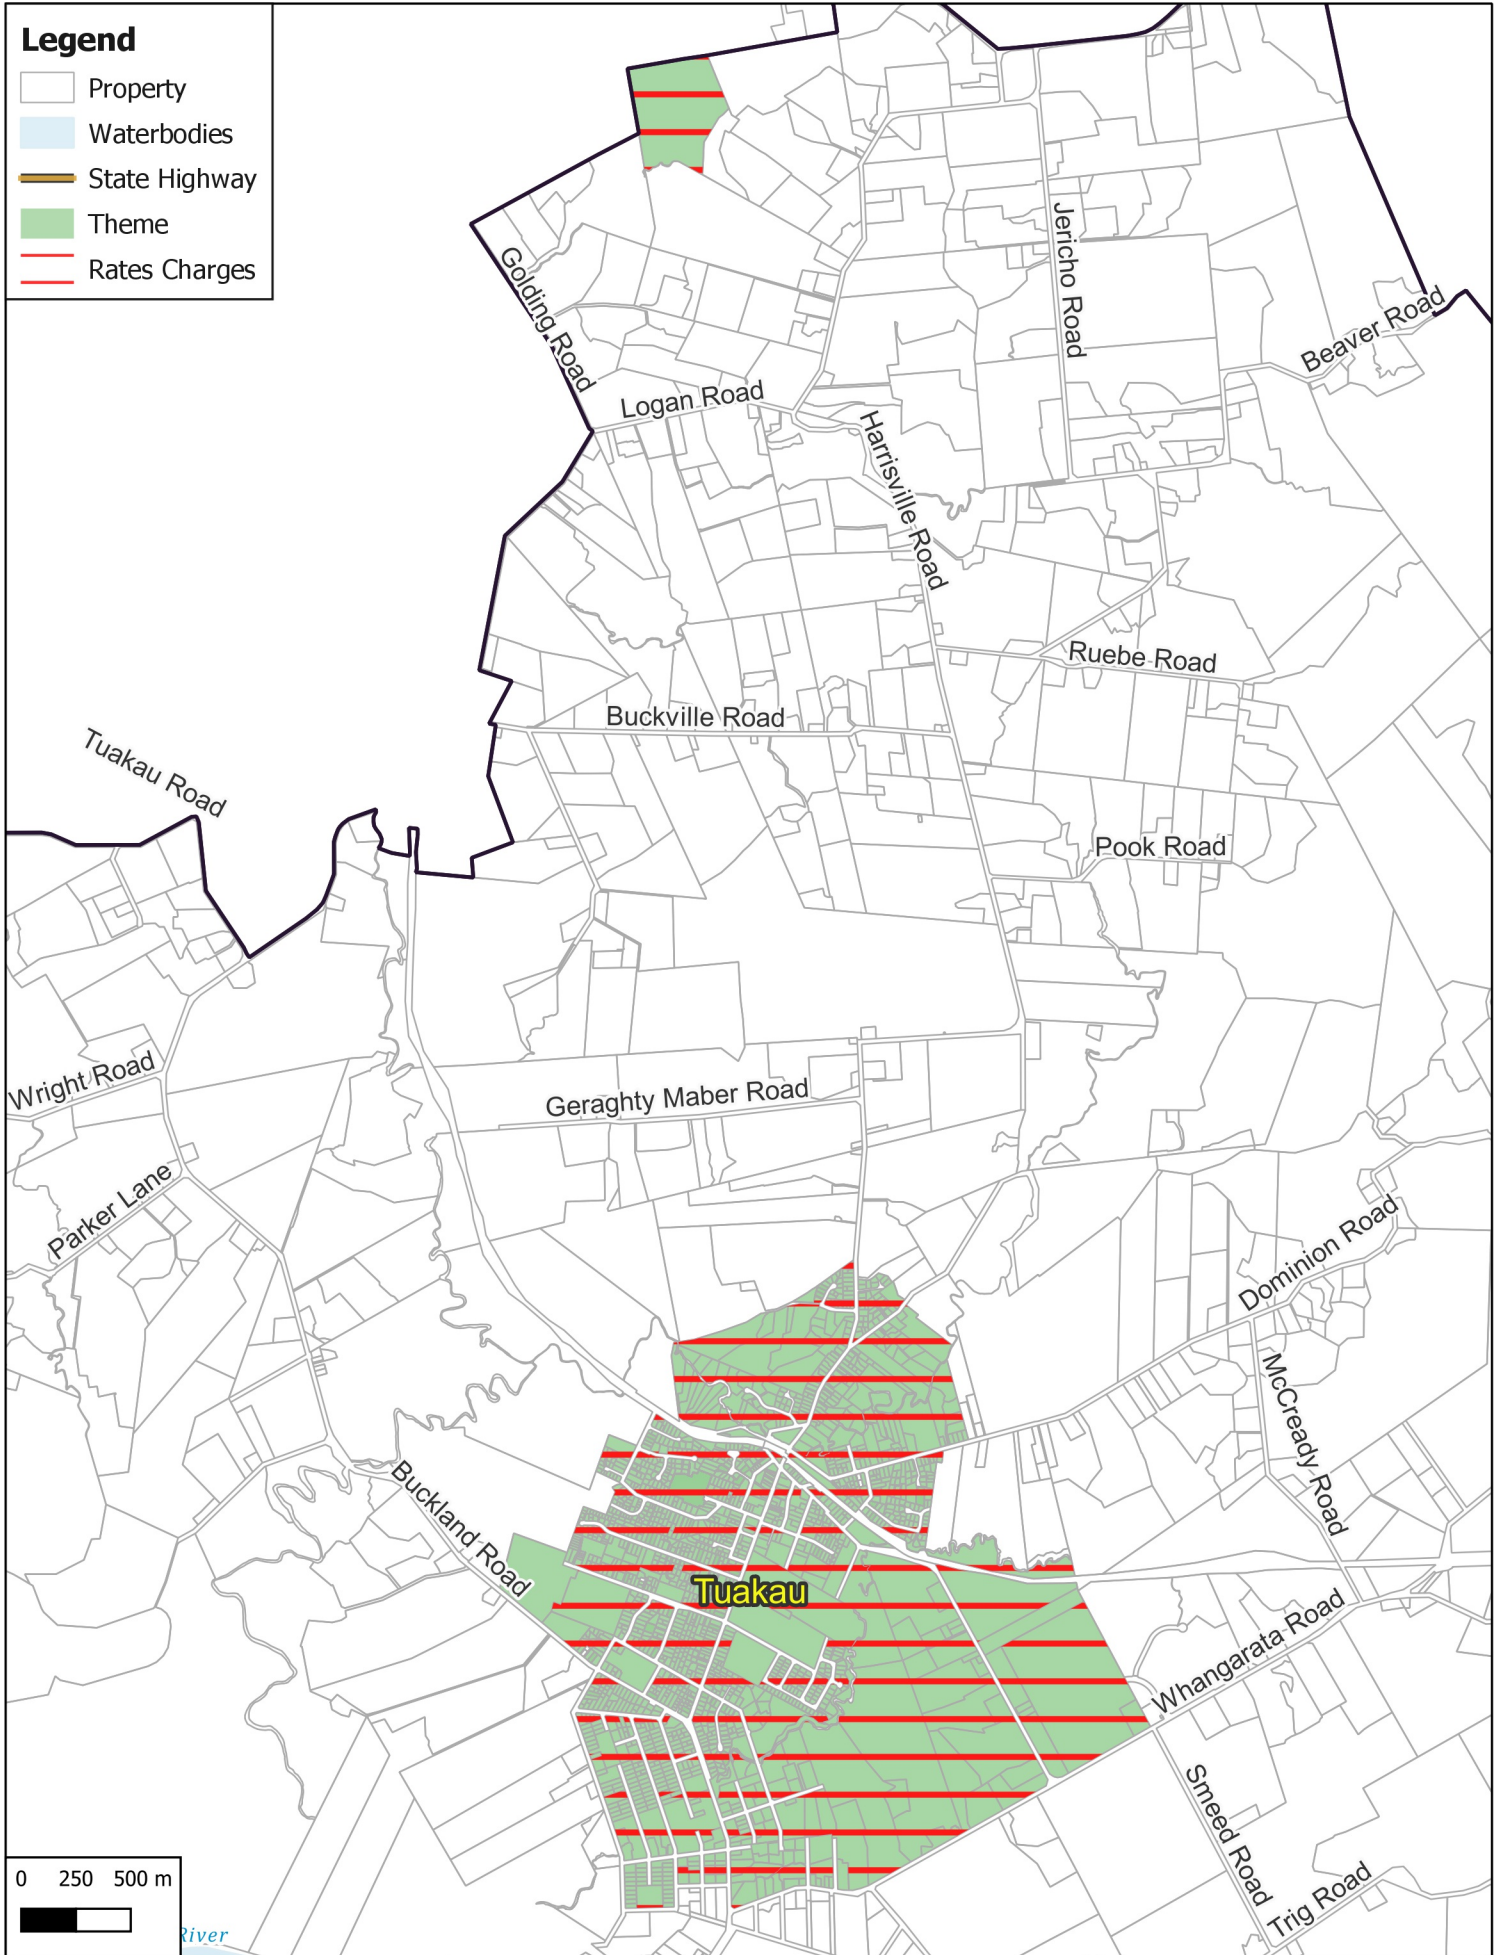 Legend
Property
Waterbodies
State Highway
Theme
Rates Charges
Golding Road
Jericho Road
Beaver Road
Logan Road
Harrisville Road
Ruebe Road
Buckville Road
Tuakau Road
Pook Road
Wright Road
Geraghty Maber Road
Parker Lane
Dominion Road
McCready Road
Buckland Road
Tuakau
Whangarata Road
Smeed Road
Trig Road
0 250 500 m
River